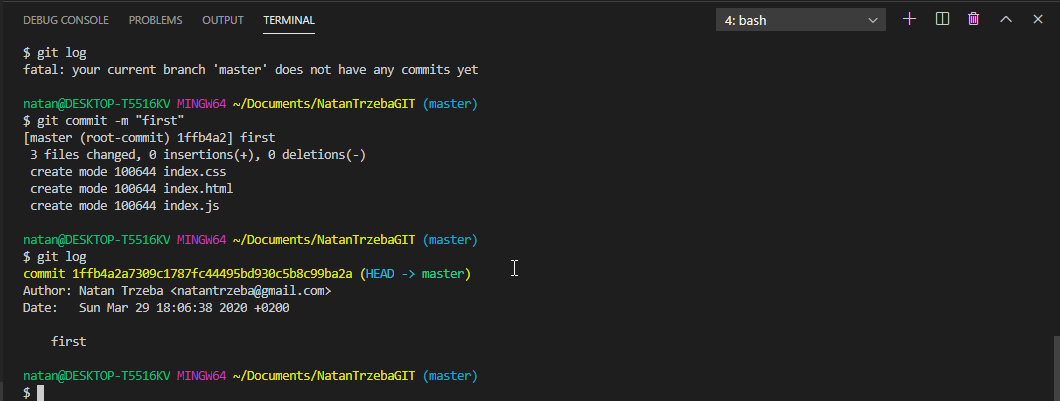 DEBUG CONSOLE PROBLEMS OUTPUT TERMINAL 4: bash
$ git log
fatal: your current branch 'master' does not have any commits yet
natan@DESKTOP-T5516KV MINGW64 ~/Documents/NatanTrzebaGIT (master)
$ git commit -m "first"
[master (root-commit) 1ffb4a2] first
3 files changed, 0 insertions(+), 0 deletions(-)
create mode 100644 index.css
create mode 100644 index.html
create mode 100644 index.js
natan@DESKTOP-T5516KV MINGW64 ~/Documents/NatanTrzebaGIT (master)
$ git log
commit 1ffb4a2a7309c1787fc44495bd930c5b8c99ba2a (HEAD -> master)
Author: Natan Trzeba <natantrzeba@gmail.com>
Date:   Sun Mar 29 18:06:38 2020 +0200
first
natan@DESKTOP-T5516KV MINGW64 ~/Documents/NatanTrzebaGIT (master)
$